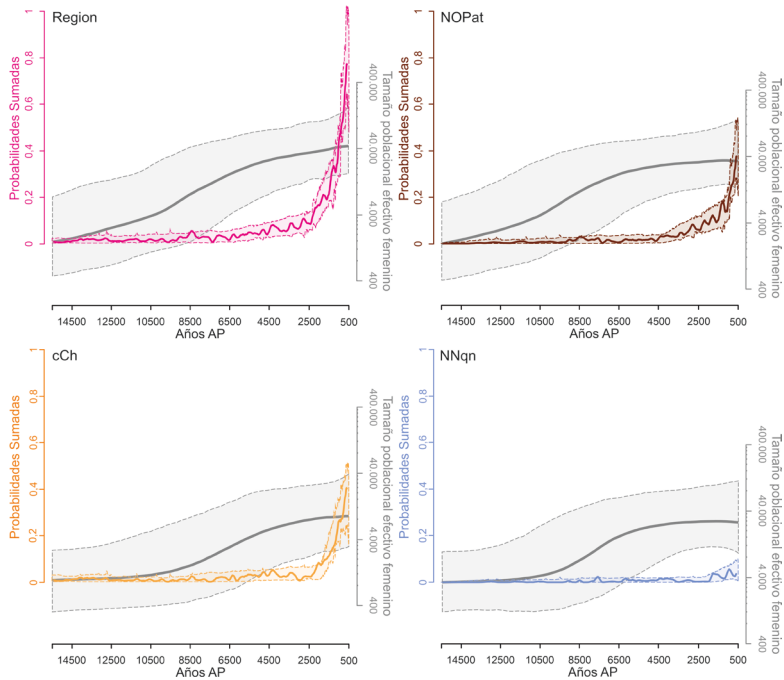 Region
Probabilidades Sumadas
0 0.2 0.4 0.6 0.8 1
Tamaño poblacional efectivo femenino
400 4.000 40.000 400.000
14500 12500 10500 8500 6500 4500 2500 500
Años AP
NOPat
Probabilidades Sumadas
0 0.2 0.4 0.6 0.8 1
Tamaño poblacional efectivo femenino
400 4.000 40.000 400.000
14500 12500 10500 8500 6500 4500 2500 500
Años AP
cCh
Probabilidades Sumadas
0 0.2 0.4 0.6 0.8 1
Tamaño poblacional efectivo femenino
400 4.000 40.000 400.000
14500 12500 10500 8500 6500 4500 2500 500
Años AP
NNqn
Probabilidades Sumadas
0 0.2 0.4 0.6 0.8 1
Tamaño poblacional efectivo femenino
400 4.000 40.000 400.000
14500 12500 10500 8500 6500 4500 2500 500
Años AP